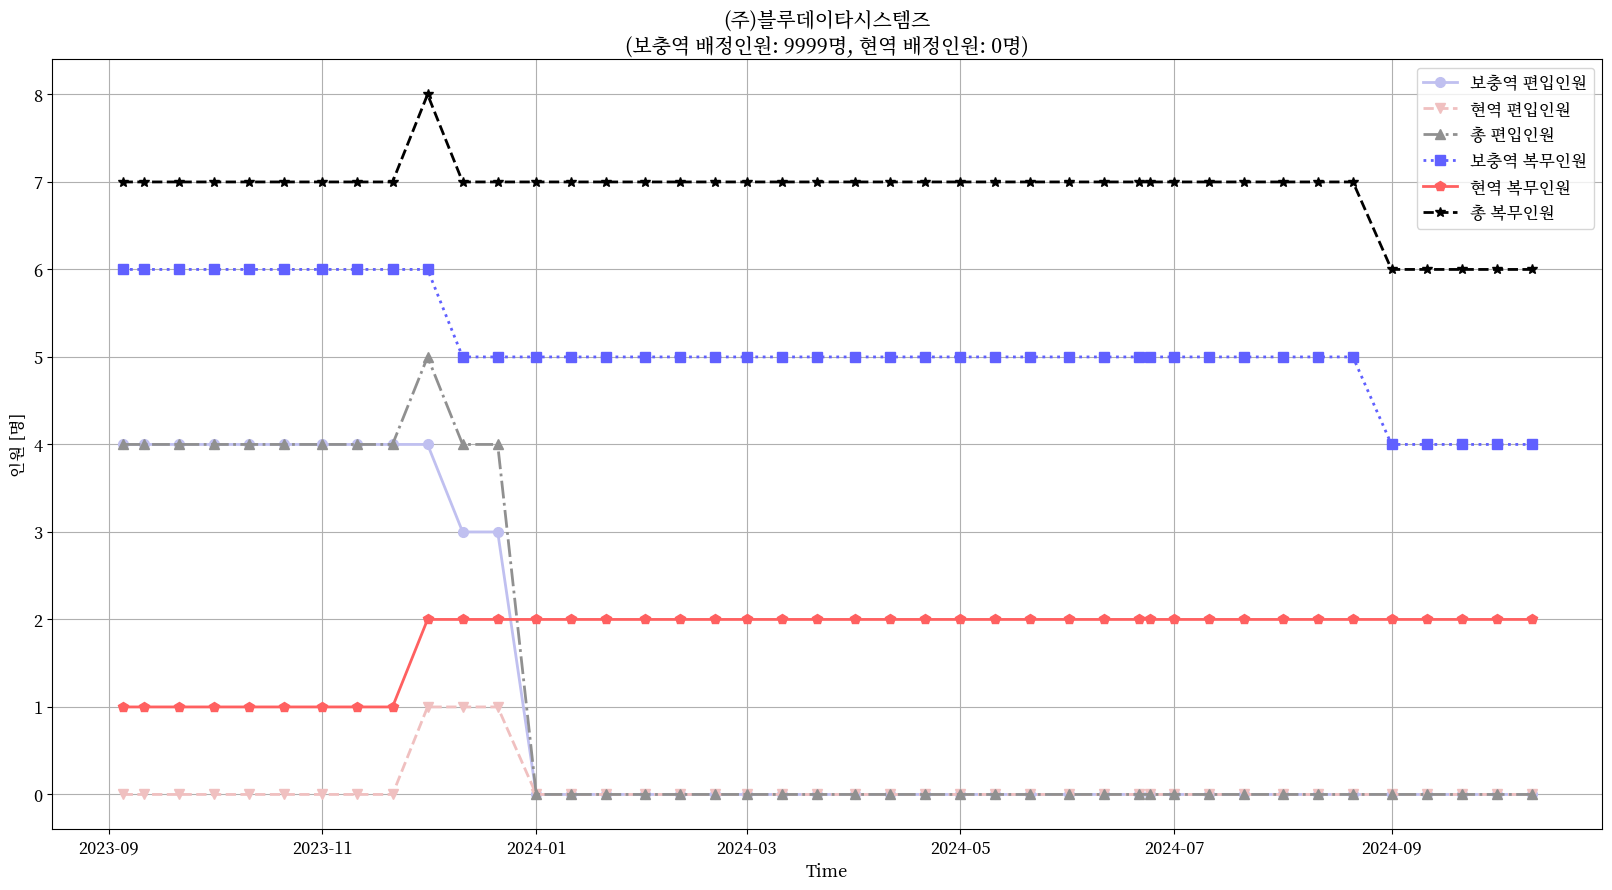 (주)블루데이타시스템즈
(보충역 배정인원: 9999명, 현역 배정인원: 0명)
보충역 편입인원
현역 편입인원
총 편입인원
보충역 복무인원
현역 복무인원
총 복무인원
인원 [명]
8
7
6
5
4
3
2
1
0
2023-09
2023-11
2024-01
2024-03
2024-05
2024-07
2024-09
Time